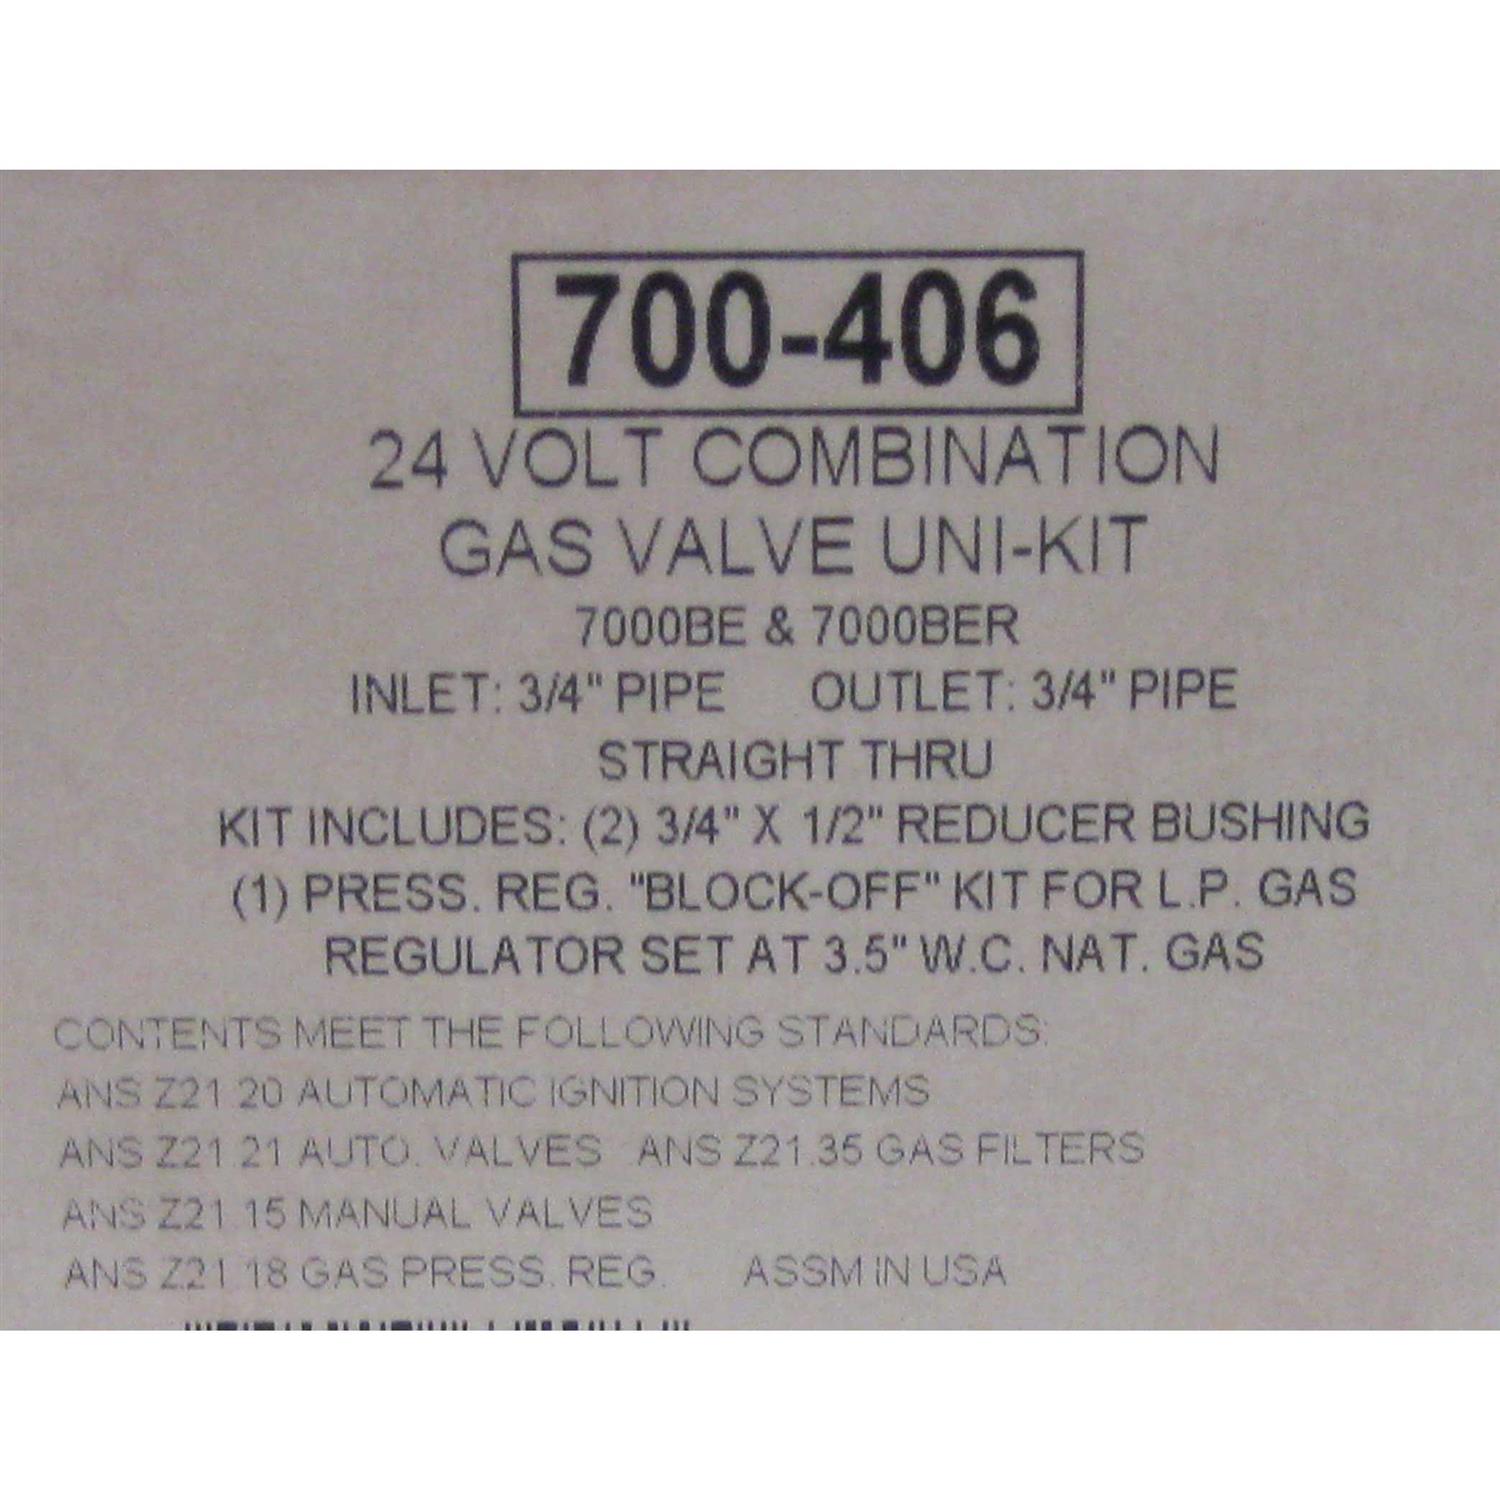 700-406
24 VOLT COMBINATION
GAS VALVE UNI-KIT
7000BE & 7000BER
INLET: 3/4" PIPE OUTLET: 3/4" PIPE
STRAIGHT THRU
KIT INCLUDES: (2) 3/4" X 1/2" REDUCER BUSHING
(1) PRESS. REG. "BLOCK-OFF" KIT FOR L.P. GAS
REGULATOR SET AT 3.5" W.C. NAT. GAS
CONTENTS MEET THE FOLLOWING STANDARDS:
ANS Z21.20 AUTOMATIC IGNITION SYSTEMS
ANS Z21.21 AUTO. VALVES ANS Z21.35 GAS FILTERS
ANS Z21.15 MANUAL VALVES
ANS Z.21.18 GAS PRESS. REG. ASSM IN USA